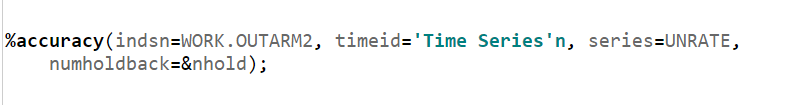 %accuracy(indsn=WORK.OUTARM2, timeid='Time Series'n, series=UNRATE,
numholdback=&nhold);